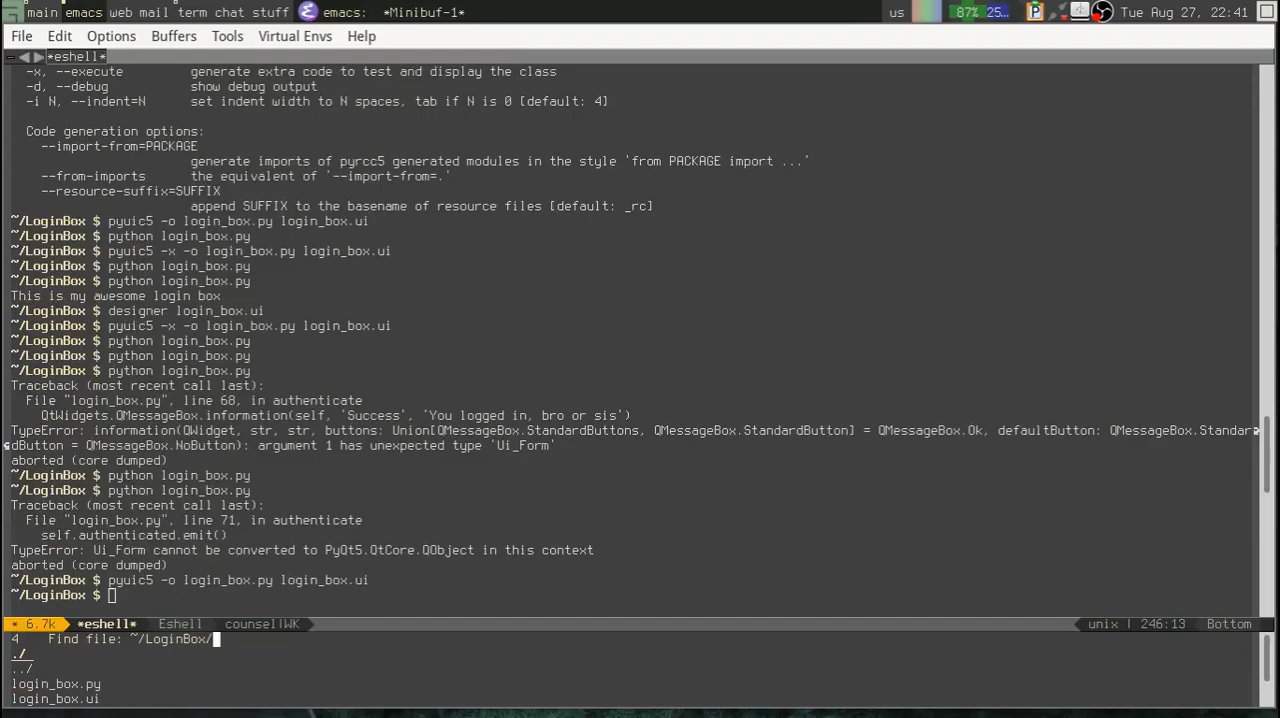 main emacs web mail term chat stuff emacs: *Minibuf-1* us 87% 25... Tue Aug 27, 22:41
File Edit Options Buffers Tools Virtual Envs Help
*eshell*
-x, --execute generate extra code to test and display the class
-d, --debug show debug output
-i N, --indent=N set indent width to N spaces, tab if N is 0 [default: 4]
Code generation options:
--import-from=PACKAGE
generate imports of pyrcc5 generated modules in the style 'from PACKAGE import ...'
--from-imports the equivalent of '--import-from=.'
--resource-suffix=SUFFIX
append SUFFIX to the basename of resource files [default: _rc]
~/LoginBox $ pyuic5 -o login_box.py login_box.ui
~/LoginBox $ python login_box.py
~/LoginBox $ pyuic5 -x -o login_box.py login_box.ui
~/LoginBox $ python login_box.py
~/LoginBox $ python login_box.py
This is my awesome login box
~/LoginBox $ designer login_box.ui
~/LoginBox $ pyuic5 -x -o login_box.py login_box.ui
~/LoginBox $ python login_box.py
~/LoginBox $ python login_box.py
~/LoginBox $ python login_box.py
Traceback (most recent call last):
File "login_box.py", line 68, in authenticate
QtWidgets.QMessageBox.information(self, 'Success', 'You logged in, bro or sis')
TypeError: information(QWidget, str, str, buttons: Union[QMessageBox.StandardButtons, QMessageBox.StandardButton] = QMessageBox.Ok, defaultButton: QMessageBox.Standar
dButton = QMessageBox.NoButton): argument 1 has unexpected type 'Ui_Form'
aborted (core dumped)
~/LoginBox $ python login_box.py
~/LoginBox $ python login_box.py
Traceback (most recent call last):
File "login_box.py", line 71, in authenticate
self.authenticated.emit()
TypeError: Ui_Form cannot be converted to PyQt5.QtCore.QObject in this context
aborted (core dumped)
~/LoginBox $ pyuic5 -o login_box.py login_box.ui
~/LoginBox $
* 6.7k *eshell* Eshell counsel|WK unix | 246:13 Bottom
4 Find file: ~/LoginBox/
./
../
login_box.py
login_box.ui